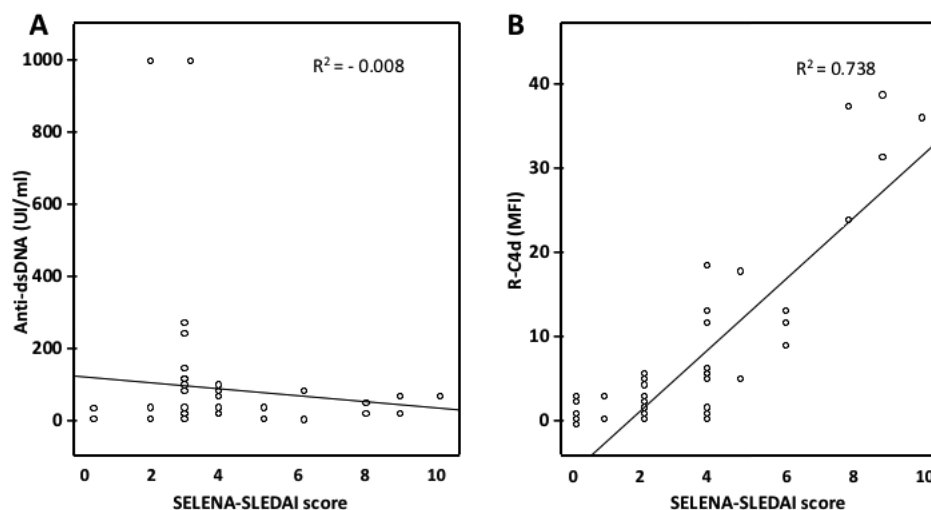 A
R² = - 0.008
Anti-dsDNA (UI/ml)
1000
800
600
400
200
0
0 2 4 6 8 10
SELENA-SLEDAI score
B
R² = 0.738
R-C4d (MFI)
40
30
20
10
0
0 2 4 6 8 10
SELENA-SLEDAI score